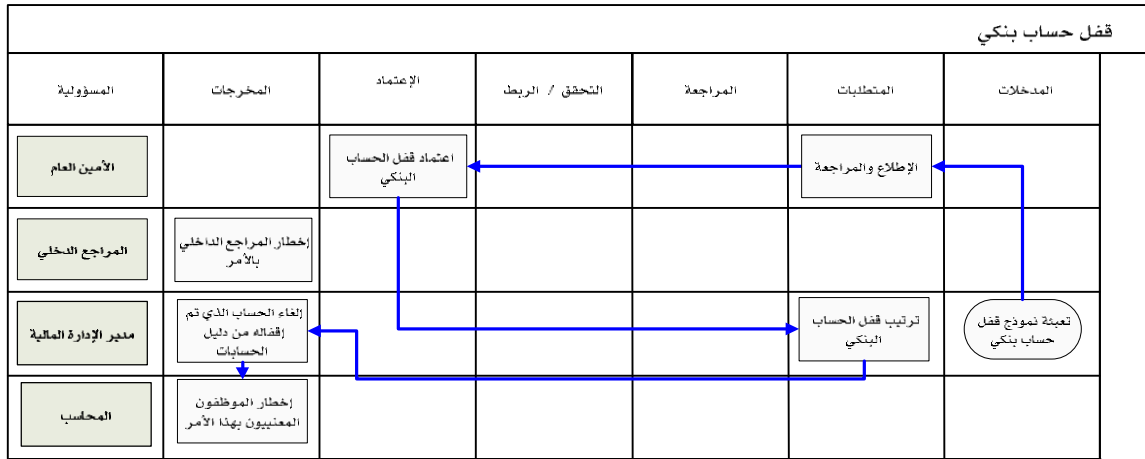 قفل حساب بنكي
المدخلات
المتطلبات
المراجعة
التحقق / الربط
الإعتماد
المخرجات
المسؤولية
الإطلاع والمراجعة
اعتماد قفل الحساب
البنكي
الأمين العام
إخطار المراجع الداخلي
بالأمر
المراجع الدخلي
تعبئة نموذج قفل
حساب بنكي
ترتيب قفل الحساب
البنكي
إلغاء الحساب الذي تم
إقفاله من دليل
الحسابات
مدير الإدارة المالية
إخطار الموظفون
المعنييون بهذا الأمر
المحاسب